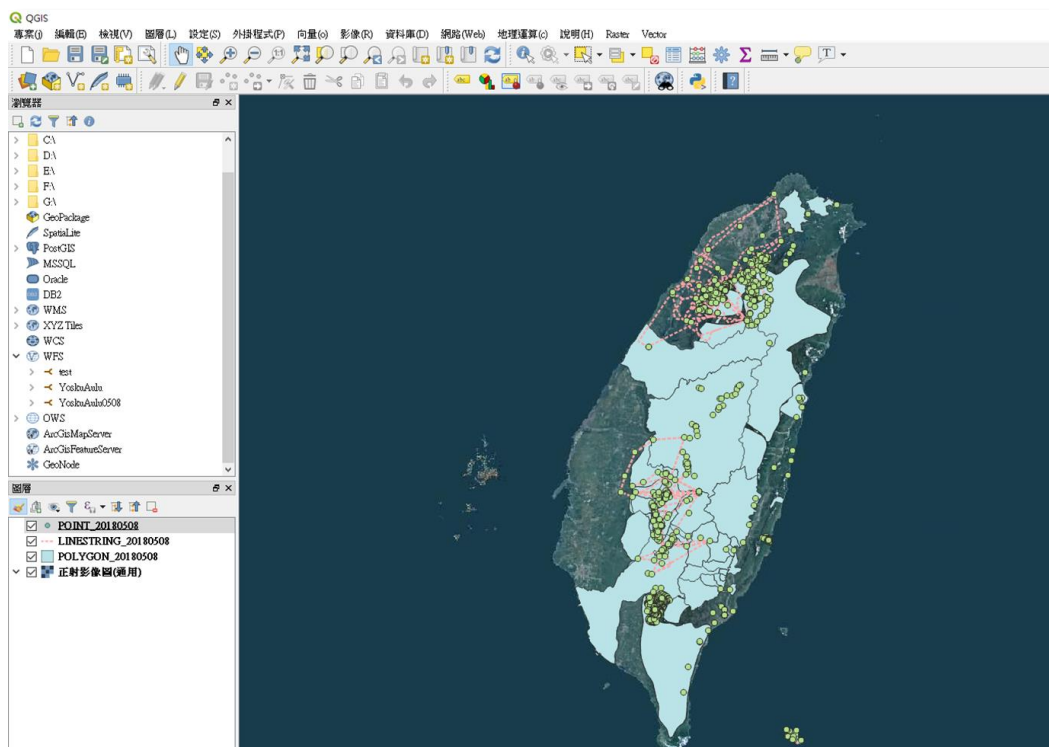 QGIS
專案(j) 編輯(E) 檢視(V) 圖層(L) 設定(S) 外掛程式(P) 向量(o) 影像(R) 資料庫(D) 網路(Web) 地理運算(c) 說明(H) Raster Vector
瀏覽器
C:\
D:\
E:\
F:\
G:\
GeoPackage
SpatiaLite
PostGIS
MSSQL
Oracle
DB2
WMS
XYZ Tiles
WCS
WFS
test
YoskuAulu
YoskuAulu0508
OWS
ArcGisMapServer
ArcGisFeatureServer
GeoNode
圖層
POINT_20180508
LINESTRING_20180508
POLYGON_20180508
正射影像圖(通用)